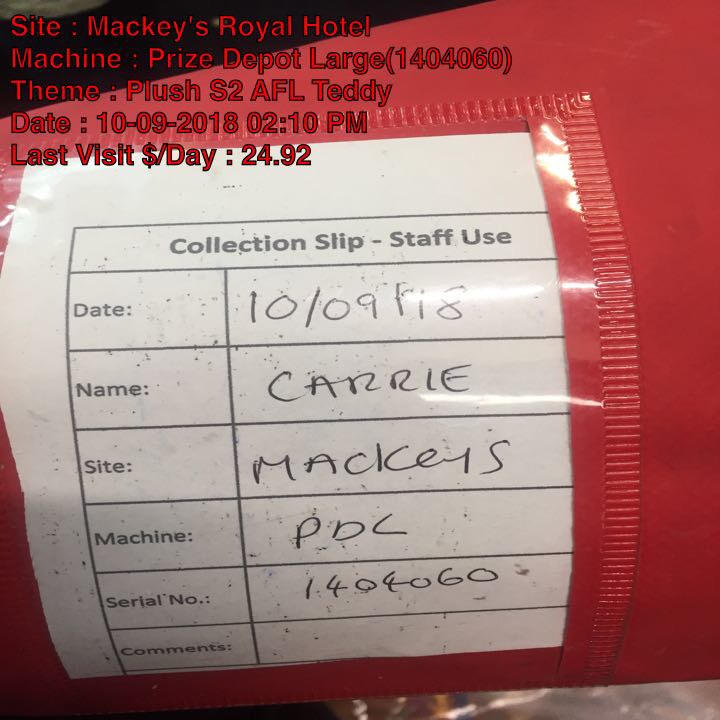 Site : Mackey's Royal Hotel
Machine : Prize Depot Large(1404060)
Theme : Plush S2 AFL Teddy
Date : 10-09-2018 02:10 PM
Last Visit $/Day : 24.92
Collection Slip - Staff Use
Date: 10/09/18
Name: CARRIE
Site: MACKeyS
Machine: PDL
Serial No.: 1404060
Comments: